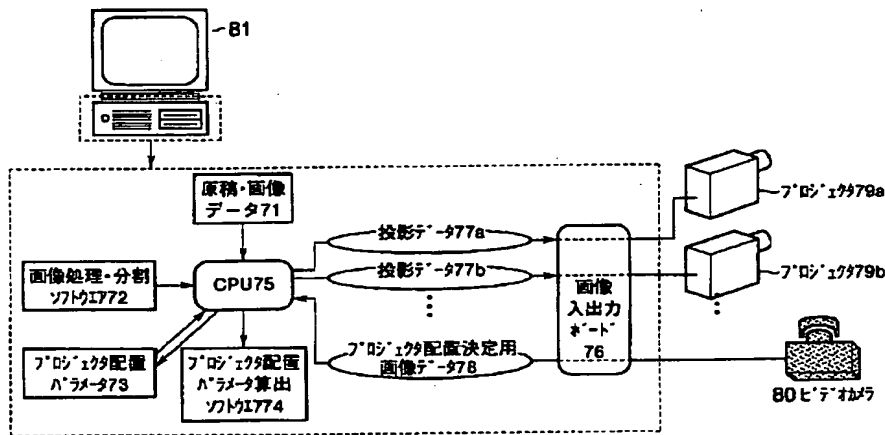 81
原稿・画像
データ71
画像処理・分割
ソフトウエア72
CPU75
プロジェクタ配置
パラメータ73
プロジェクタ配置
パラメータ算出
ソフトウエア74
投影データ77a
投影データ77b
プロジェクタ配置決定用
画像データ78
画像
入出力
ボード
76
プロジェクタ79a
プロジェクタ79b
80 ビデオカメラ